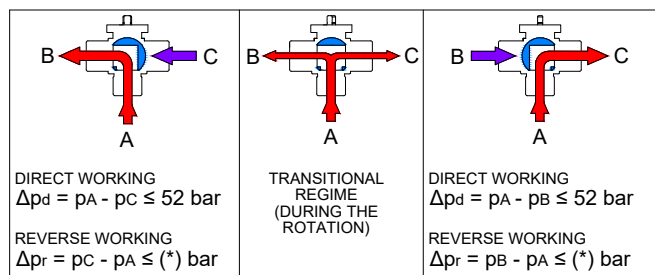 B
C
A
DIRECT WORKING
Δpd = pA - pC ≤ 52 bar
REVERSE WORKING
Δpr = pC - pA ≤ (*) bar
B
C
A
TRANSITIONAL
REGIME
(DURING THE
ROTATION)
B
C
A
DIRECT WORKING
Δpd = pA - pB ≤ 52 bar
REVERSE WORKING
Δpr = pB - pA ≤ (*) bar